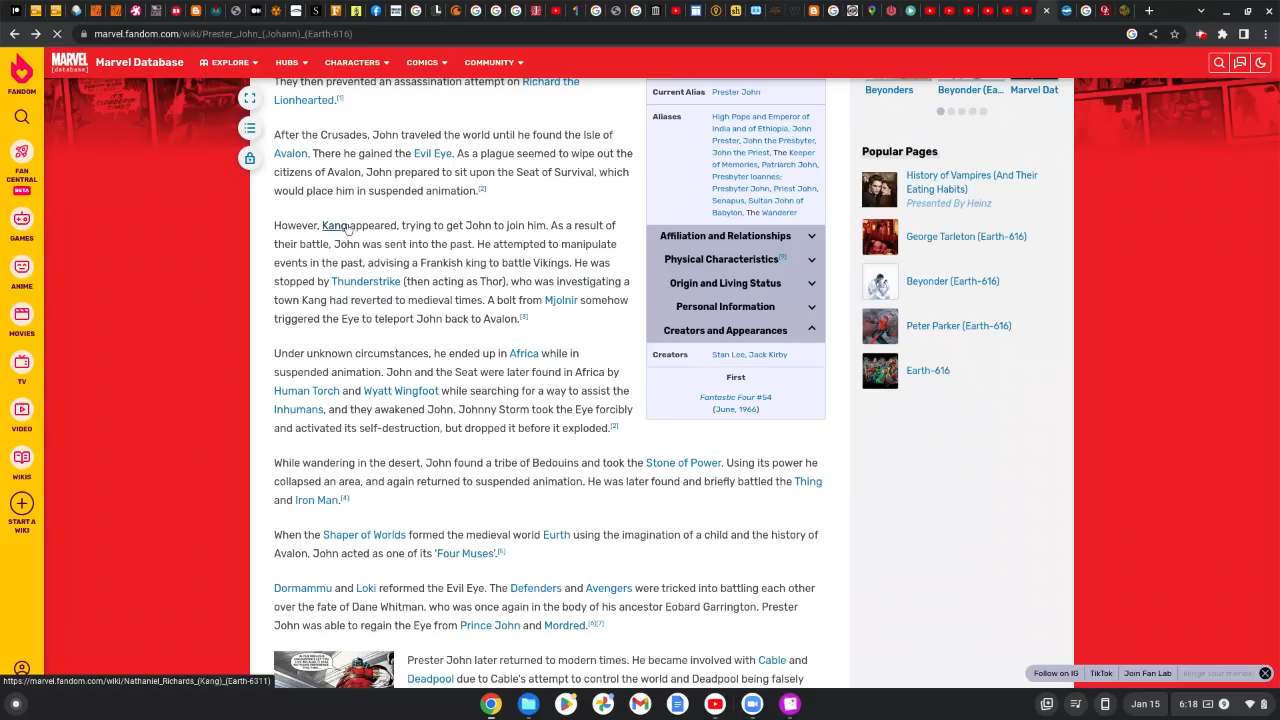 marvel.fandom.com/wiki/Prester_John_(Johann)_(Earth-616)
FANDOM
FAN CENTRAL
BETA
GAMES
ANIME
MOVIES
TV
VIDEO
WIKIS
START A WIKI
MARVEL
[database]
Marvel Database
EXPLORE
HUBS
CHARACTERS
COMICS
COMMUNITY
They then prevented an assassination attempt on Richard the
Lionhearted.[1]
After the Crusades, John traveled the world until he found the Isle of
Avalon. There he gained the Evil Eye. As a plague seemed to wipe out the
citizens of Avalon, John prepared to sit upon the Seat of Survival, which
would place him in suspended animation.[2]
However, Kang appeared, trying to get John to join him. As a result of
their battle, John was sent into the past. He attempted to manipulate
events in the past, advising a Frankish king to battle Vikings. He was
stopped by Thunderstrike (then acting as Thor), who was investigating a
town Kang had reverted to medieval times. A bolt from Mjolnir somehow
triggered the Eye to teleport John back to Avalon.[3]
Under unknown circumstances, he ended up in Africa while in
suspended animation. John and the Seat were later found in Africa by
Human Torch and Wyatt Wingfoot while searching for a way to assist the
Inhumans, and they awakened John. Johnny Storm took the Eye forcibly
and activated its self-destruction, but dropped it before it exploded.[2]
While wandering in the desert, John found a tribe of Bedouins and took the Stone of Power. Using its power he
collapsed an area, and again returned to suspended animation. He was later found and briefly battled the Thing
and Iron Man.[4]
When the Shaper of Worlds formed the medieval world Eurth using the imagination of a child and the history of
Avalon, John acted as one of its 'Four Muses'.[5]
Dormammu and Loki reformed the Evil Eye. The Defenders and Avengers were tricked into battling each other
over the fate of Dane Whitman, who was once again in the body of his ancestor Eobard Garrington. Prester
John was able to regain the Eye from Prince John and Mordred.[6][7]
Prester John later returned to modern times. He became involved with Cable and
Deadpool due to Cable's attempt to control the world and Deadpool being falsely
Current Alias
Prester John
Aliases
High Pope and Emperor of
India and of Ethiopia, John
Prester, John the Presbyter,
John the Priest, The Keeper
of Memories, Patriarch John,
Presbyter Ioannes;
Presbyter John, Priest John,
Senapus, Sultan John of
Babylon, The Wanderer
Affiliation and Relationships
Physical Characteristics[9]
Origin and Living Status
Personal Information
Creators and Appearances
Creators
Stan Lee, Jack Kirby
First
Fantastic Four #54
(June, 1966)
Beyonders
Beyonder (Ea...
Marvel Dat
Popular Pages
History of Vampires (And Their
Eating Habits)
Presented By Heinz
George Tarleton (Earth-616)
Beyonder (Earth-616)
Peter Parker (Earth-616)
Earth-616
Follow on IG
TikTok
Join Fan Lab
https://marvel.fandom.com/wiki/Nathaniel_Richards_(Kang)_(Earth-6311)
Jan 15
6:18